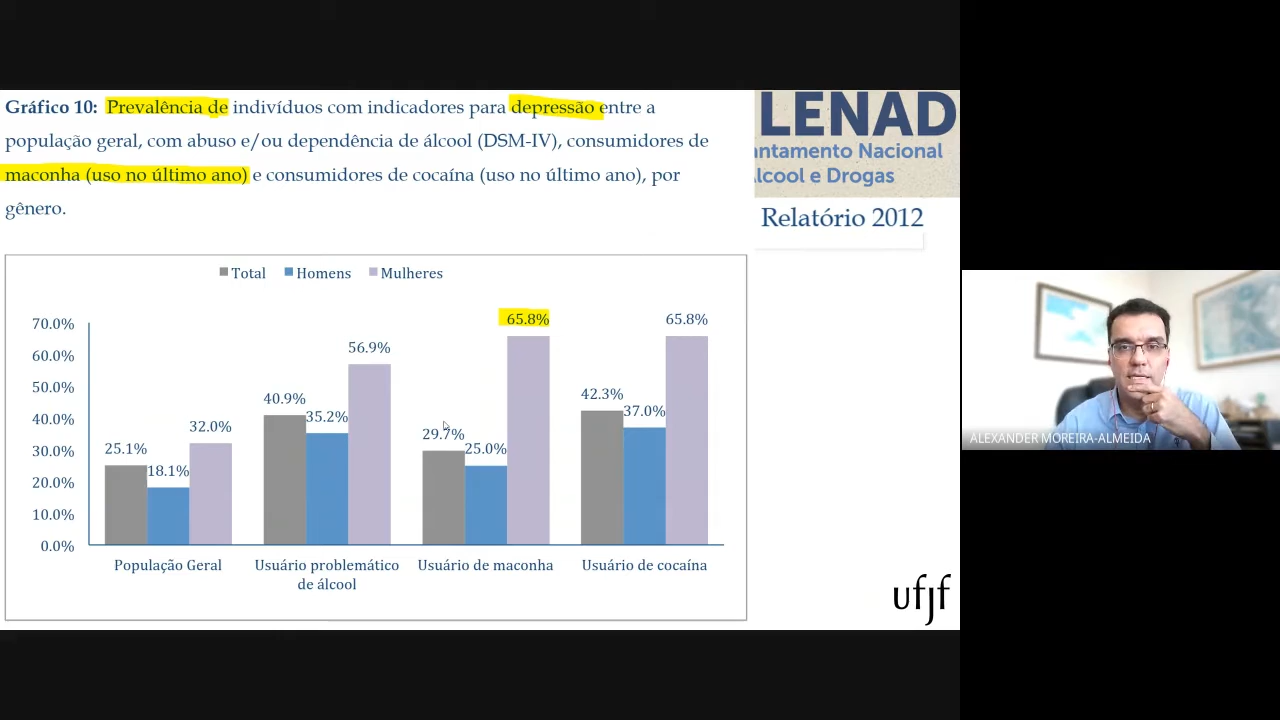 Gráfico 10: Prevalência de indivíduos com indicadores para depressão entre a
população geral, com abuso e/ou dependência de álcool (DSM-IV), consumidores de
maconha (uso no último ano) e consumidores de cocaína (uso no último ano), por
gênero.
LENAD
antamento Nacional
lcool e Drogas
Relatório 2012
Total Homens Mulheres
70.0%
60.0%
50.0%
40.0%
30.0%
20.0%
10.0%
0.0%
25.1% 18.1% 32.0%
40.9% 35.2% 56.9%
29.7% 25.0% 65.8%
42.3% 37.0% 65.8%
População Geral
Usuário problemático
de álcool
Usuário de maconha
Usuário de cocaína
ufjf
ALEXANDER MOREIRA-ALMEIDA